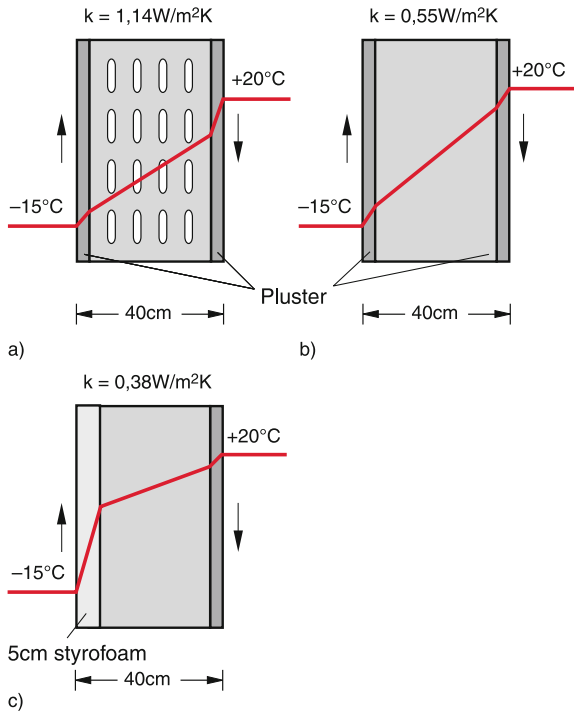 k = 1,14W/m²K
k = 0,55W/m²K
+20°C
+20°C
–15°C
–15°C
Pluster
40cm
40cm
a)
b)
k = 0,38W/m²K
+20°C
–15°C
5cm styrofoam
40cm
c)